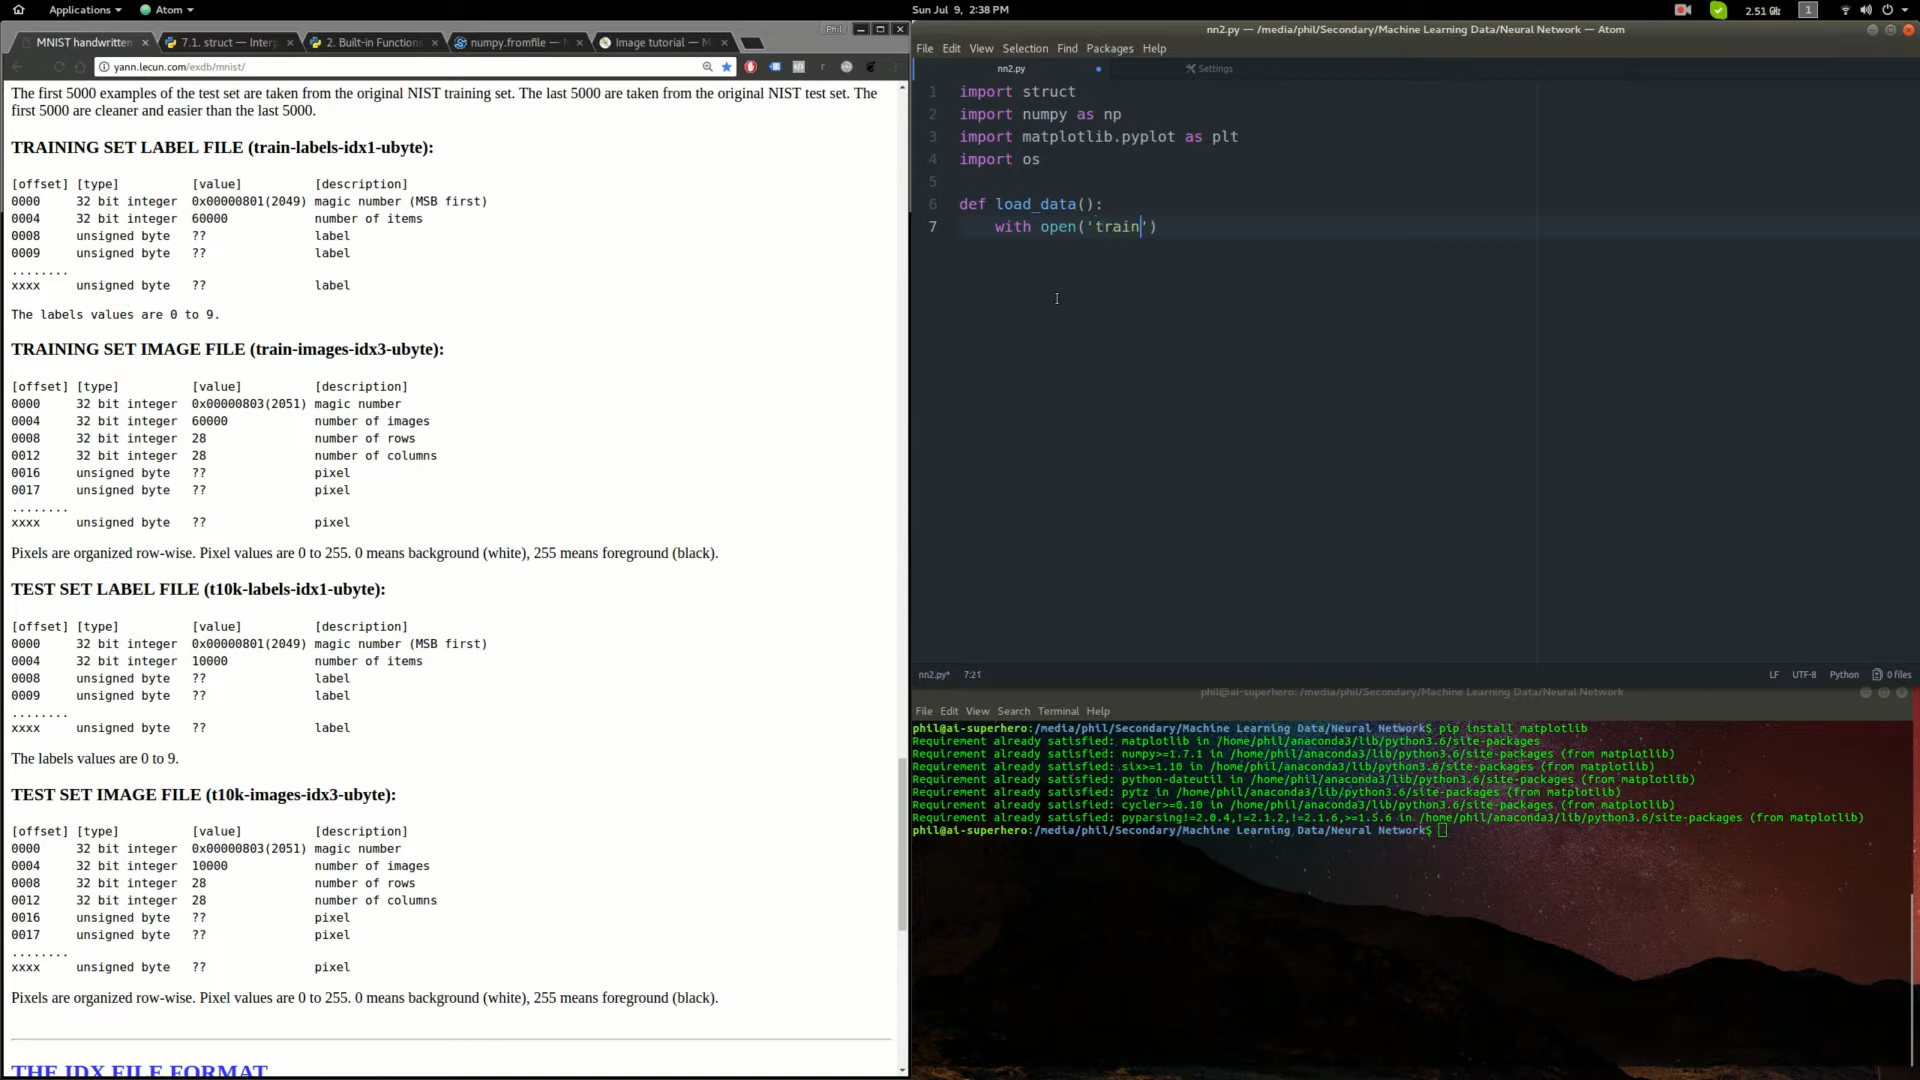 Applications
Atom
Sun Jul 9, 2:38 PM
2.51 GHz
1
MNIST handwritten
7.1. struct — Interp
2. Built-in Functions
numpy.fromfile —
Image tutorial — M
Phil
yann.lecun.com/exdb/mnist/
The first 5000 examples of the test set are taken from the original NIST training set. The last 5000 are taken from the original NIST test set. The
first 5000 are cleaner and easier than the last 5000.
TRAINING SET LABEL FILE (train-labels-idx1-ubyte):
[offset] [type] [value] [description]
0000 32 bit integer 0x00000801(2049) magic number (MSB first)
0004 32 bit integer 60000 number of items
0008 unsigned byte ?? label
0009 unsigned byte ?? label
........
xxxx unsigned byte ?? label
The labels values are 0 to 9.
TRAINING SET IMAGE FILE (train-images-idx3-ubyte):
[offset] [type] [value] [description]
0000 32 bit integer 0x00000803(2051) magic number
0004 32 bit integer 60000 number of images
0008 32 bit integer 28 number of rows
0012 32 bit integer 28 number of columns
0016 unsigned byte ?? pixel
0017 unsigned byte ?? pixel
........
xxxx unsigned byte ?? pixel
Pixels are organized row-wise. Pixel values are 0 to 255. 0 means background (white), 255 means foreground (black).
TEST SET LABEL FILE (t10k-labels-idx1-ubyte):
[offset] [type] [value] [description]
0000 32 bit integer 0x00000801(2049) magic number (MSB first)
0004 32 bit integer 10000 number of items
0008 unsigned byte ?? label
0009 unsigned byte ?? label
........
xxxx unsigned byte ?? label
The labels values are 0 to 9.
TEST SET IMAGE FILE (t10k-images-idx3-ubyte):
[offset] [type] [value] [description]
0000 32 bit integer 0x00000803(2051) magic number
0004 32 bit integer 10000 number of images
0008 32 bit integer 28 number of rows
0012 32 bit integer 28 number of columns
0016 unsigned byte ?? pixel
0017 unsigned byte ?? pixel
........
xxxx unsigned byte ?? pixel
Pixels are organized row-wise. Pixel values are 0 to 255. 0 means background (white), 255 means foreground (black).
THE IDX FILE FORMAT
nn2.py — /media/phil/Secondary/Machine Learning Data/Neural Network — Atom
File Edit View Selection Find Packages Help
nn2.py
Settings
1 import struct
2 import numpy as np
3 import matplotlib.pyplot as plt
4 import os
5
6 def load_data():
7 with open('train')
nn2.py* 7:21
LF UTF-8 Python 0 files
phil@ai-superhero: /media/phil/Secondary/Machine Learning Data/Neural Network
File Edit View Search Terminal Help
phil@ai-superhero:/media/phil/Secondary/Machine Learning Data/Neural Network$ pip install matplotlib
Requirement already satisfied: matplotlib in /home/phil/anaconda3/lib/python3.6/site-packages
Requirement already satisfied: numpy>=1.7.1 in /home/phil/anaconda3/lib/python3.6/site-packages (from matplotlib)
Requirement already satisfied: six>=1.10 in /home/phil/anaconda3/lib/python3.6/site-packages (from matplotlib)
Requirement already satisfied: python-dateutil in /home/phil/anaconda3/lib/python3.6/site-packages (from matplotlib)
Requirement already satisfied: pytz in /home/phil/anaconda3/lib/python3.6/site-packages (from matplotlib)
Requirement already satisfied: cycler>=0.10 in /home/phil/anaconda3/lib/python3.6/site-packages (from matplotlib)
Requirement already satisfied: pyparsing!=2.0.4,!=2.1.2,!=2.1.6,>=1.5.6 in /home/phil/anaconda3/lib/python3.6/site-packages (from matplotlib)
phil@ai-superhero:/media/phil/Secondary/Machine Learning Data/Neural Network$